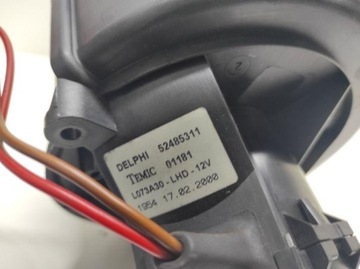 DELPHI 52485311
TEMIC 01181
L073A30-LHD-12V
1954 17.02.2000